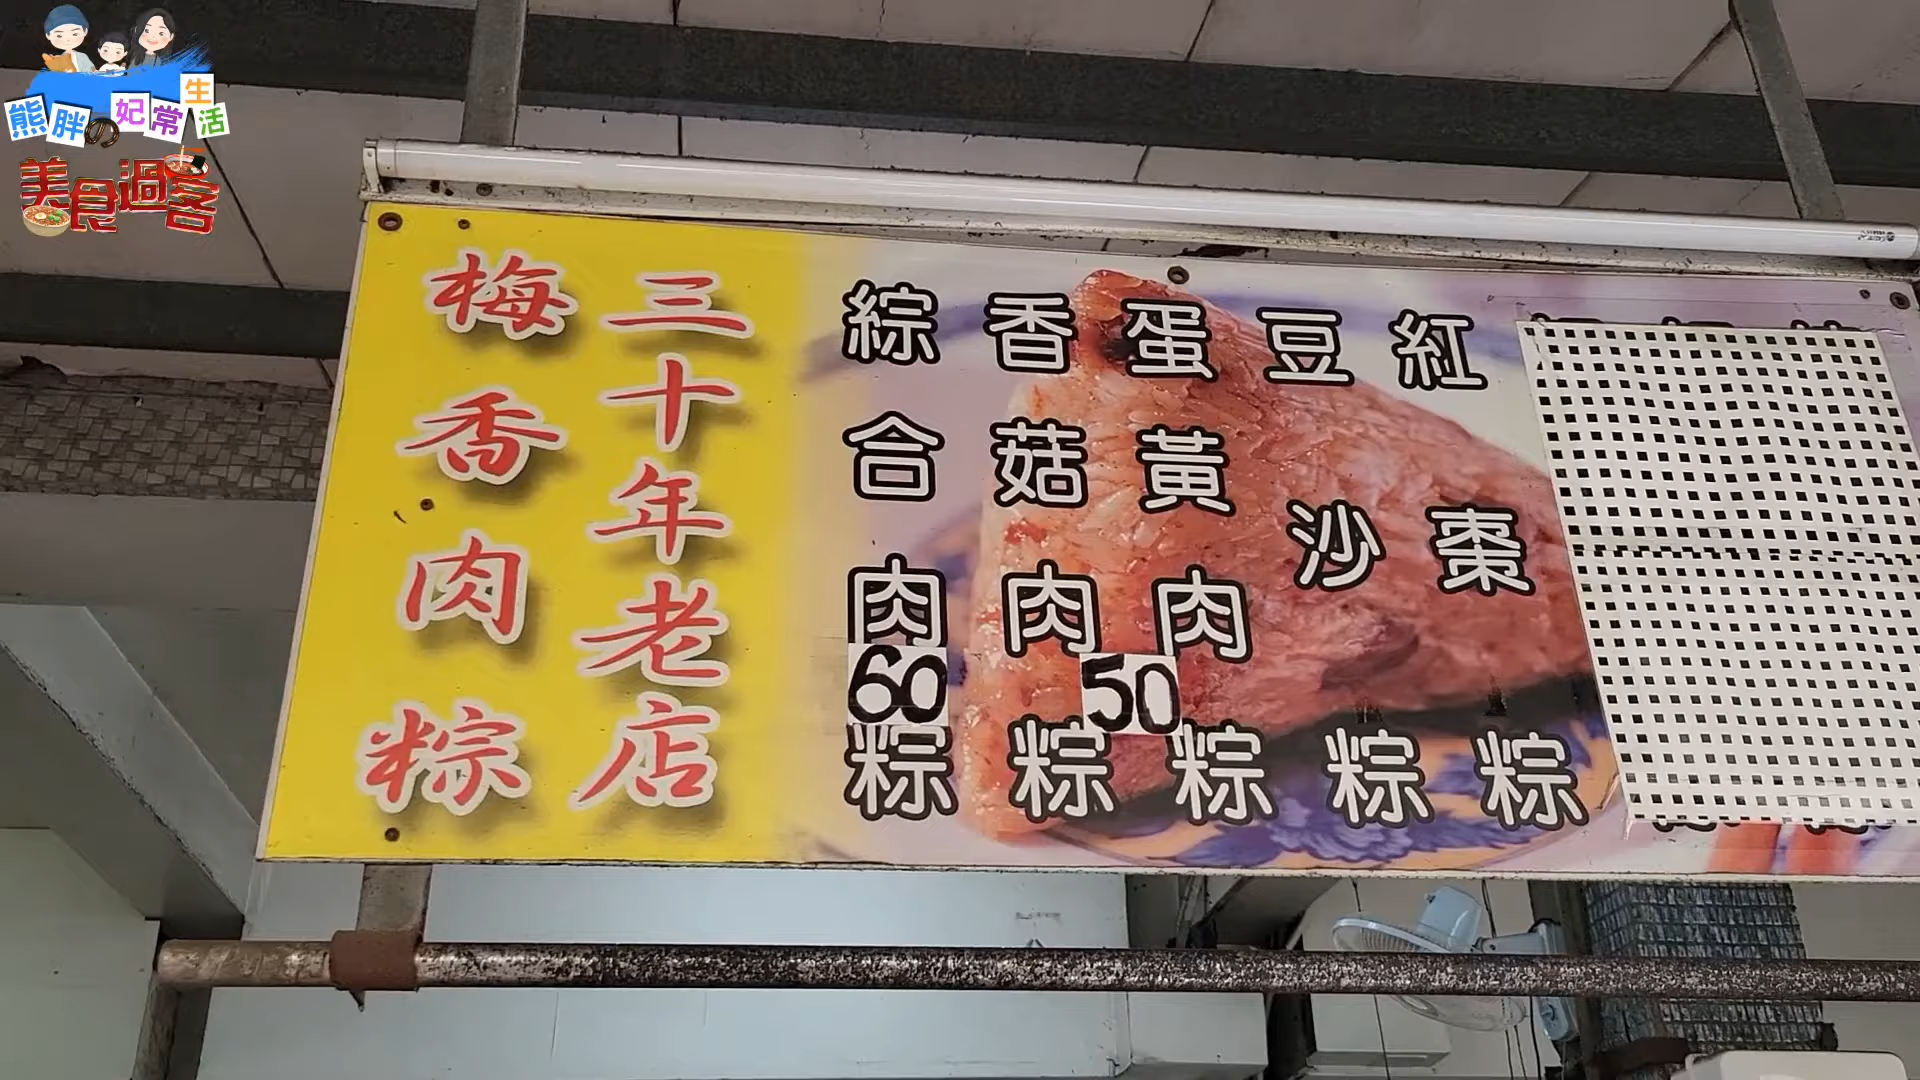 熊胖の妃常生活
美食過客
三十年老店
梅香肉粽
紅棗粽
豆沙粽
蛋黃肉粽
香菇肉粽
50
綜合肉粽
60